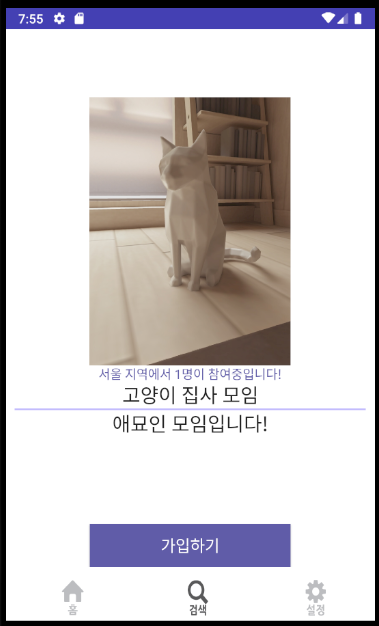 7:55
서울 지역에서 1명이 참여중입니다!
고양이 집사 모임
애묘인 모임입니다!
가입하기
홈
검색
설정